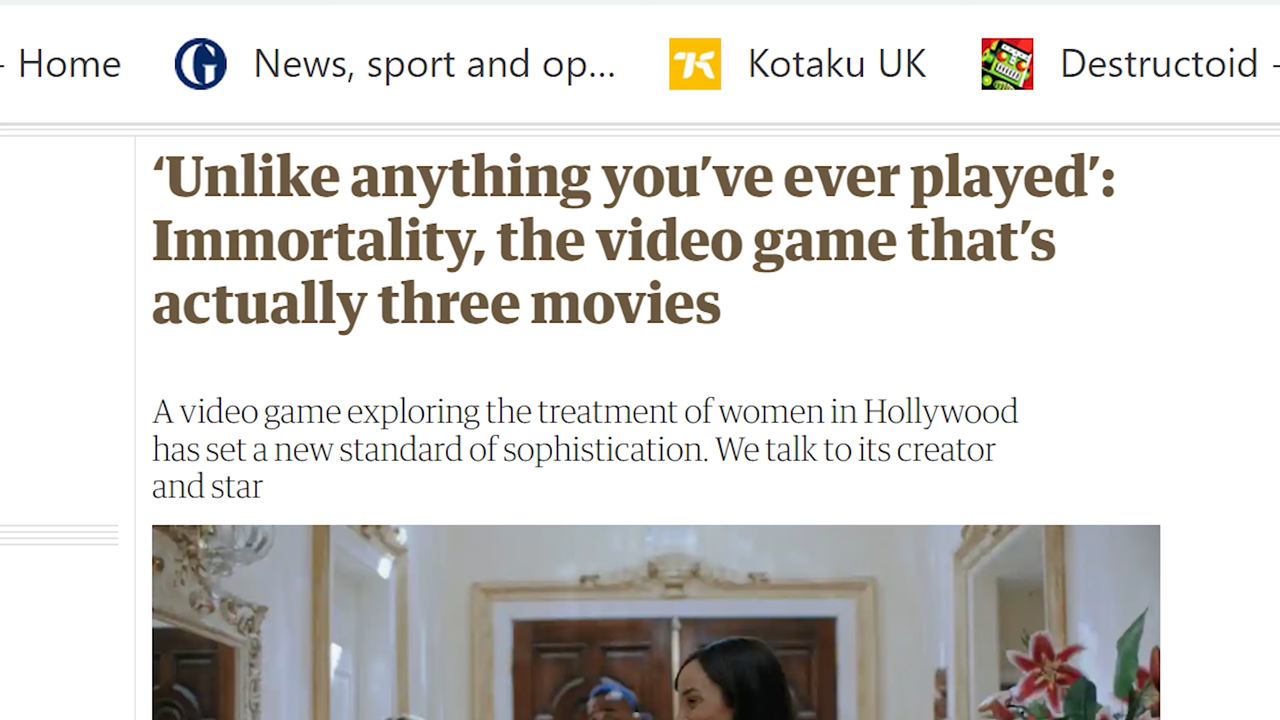 - Home G News, sport and op... K Kotaku UK Destructoid -
‘Unlike anything you’ve ever played’:
Immortality, the video game that’s
actually three movies
A video game exploring the treatment of women in Hollywood
has set a new standard of sophistication. We talk to its creator
and star